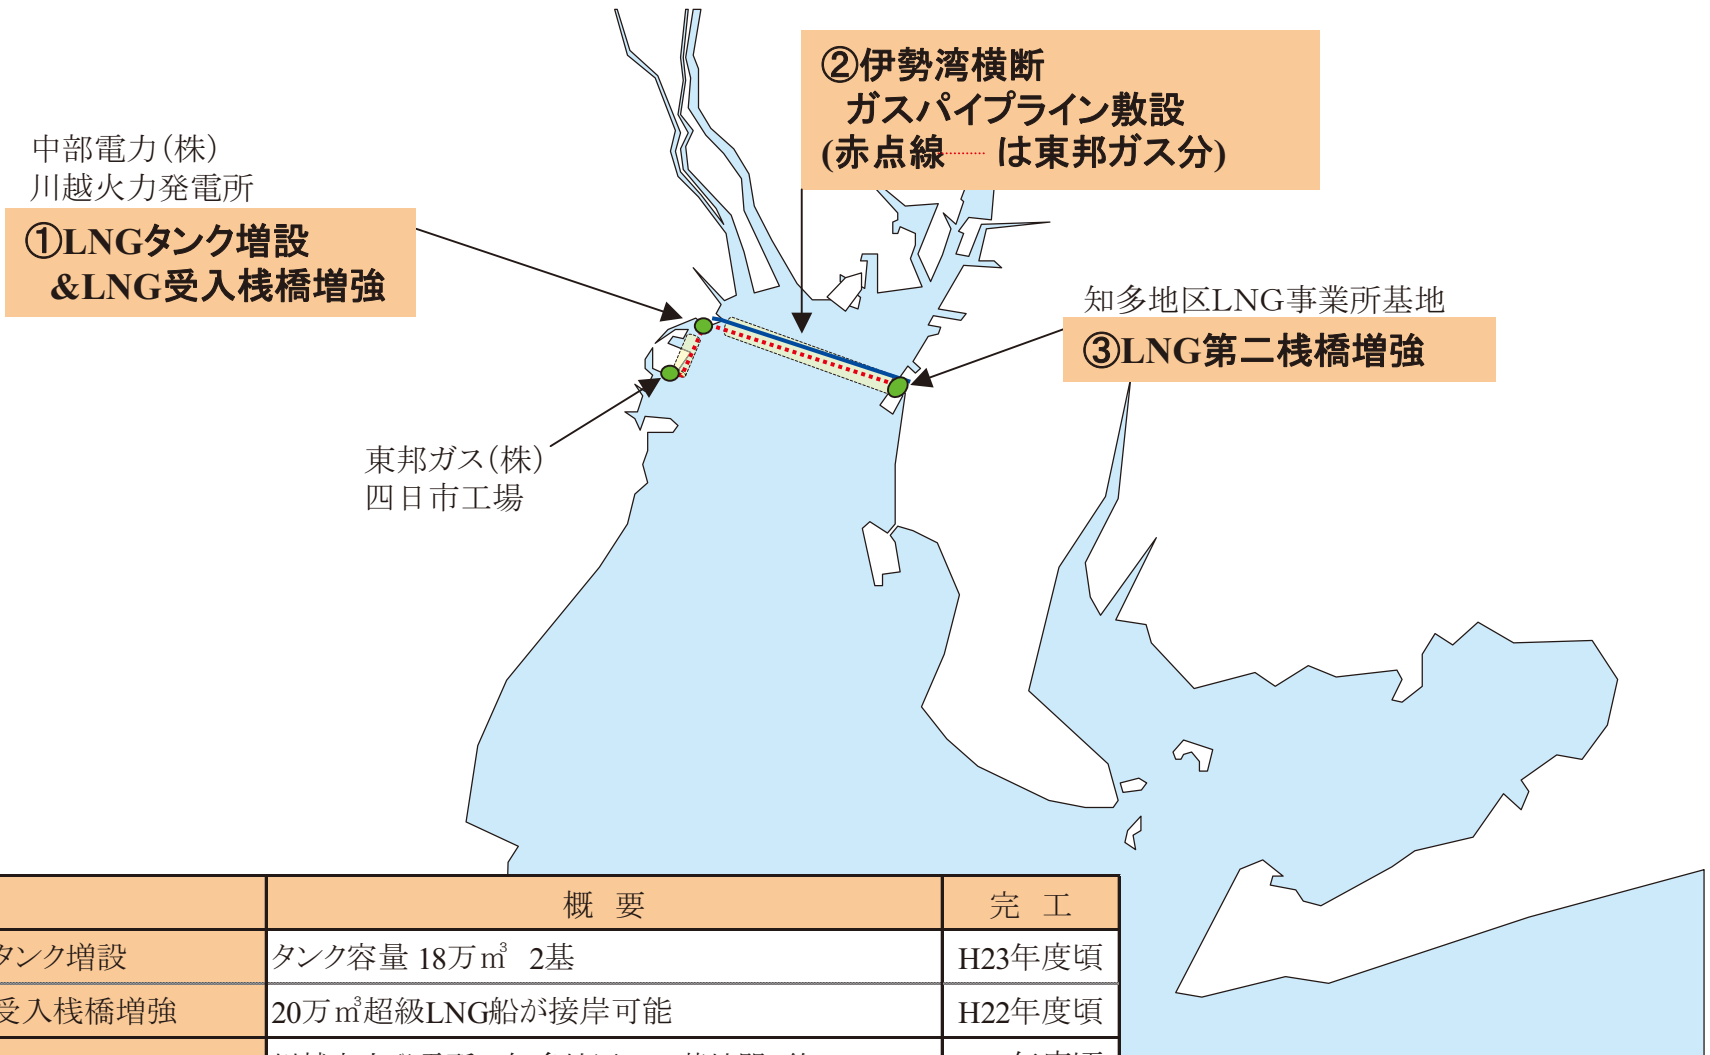 ②伊勢湾横断
ガスパイプライン敷設
(赤点線┈┈ は東邦ガス分)
中部電力(株)
川越火力発電所
①LNGタンク増設
&LNG受入桟橋増強
知多地区LNG事業所基地
③LNG第二桟橋増強
東邦ガス(株)
四日市工場
概 要 完 工
タンク増設 タンク容量 18万㎥ 2基 H23年度頃
受入桟橋増強 20万㎥超級LNG船が接岸可能 H22年度頃
年度頃